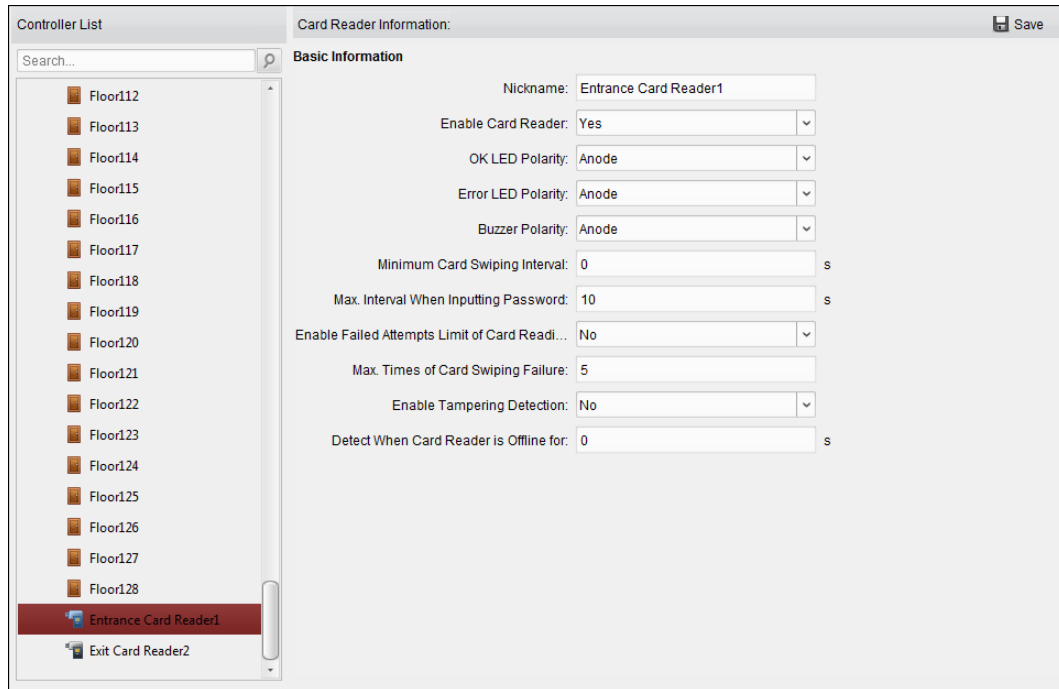 Controller List
Search...
Floor112
Floor113
Floor114
Floor115
Floor116
Floor117
Floor118
Floor119
Floor120
Floor121
Floor122
Floor123
Floor124
Floor125
Floor126
Floor127
Floor128
Entrance Card Reader1
Exit Card Reader2
Card Reader Information: Save
Basic Information
Nickname: Entrance Card Reader1
Enable Card Reader: Yes
OK LED Polarity: Anode
Error LED Polarity: Anode
Buzzer Polarity: Anode
Minimum Card Swiping Interval: 0 s
Max. Interval When Inputting Password: 10 s
Enable Failed Attempts Limit of Card Readi... No
Max. Times of Card Swiping Failure: 5
Enable Tampering Detection: No
Detect When Card Reader is Offline for: 0 s